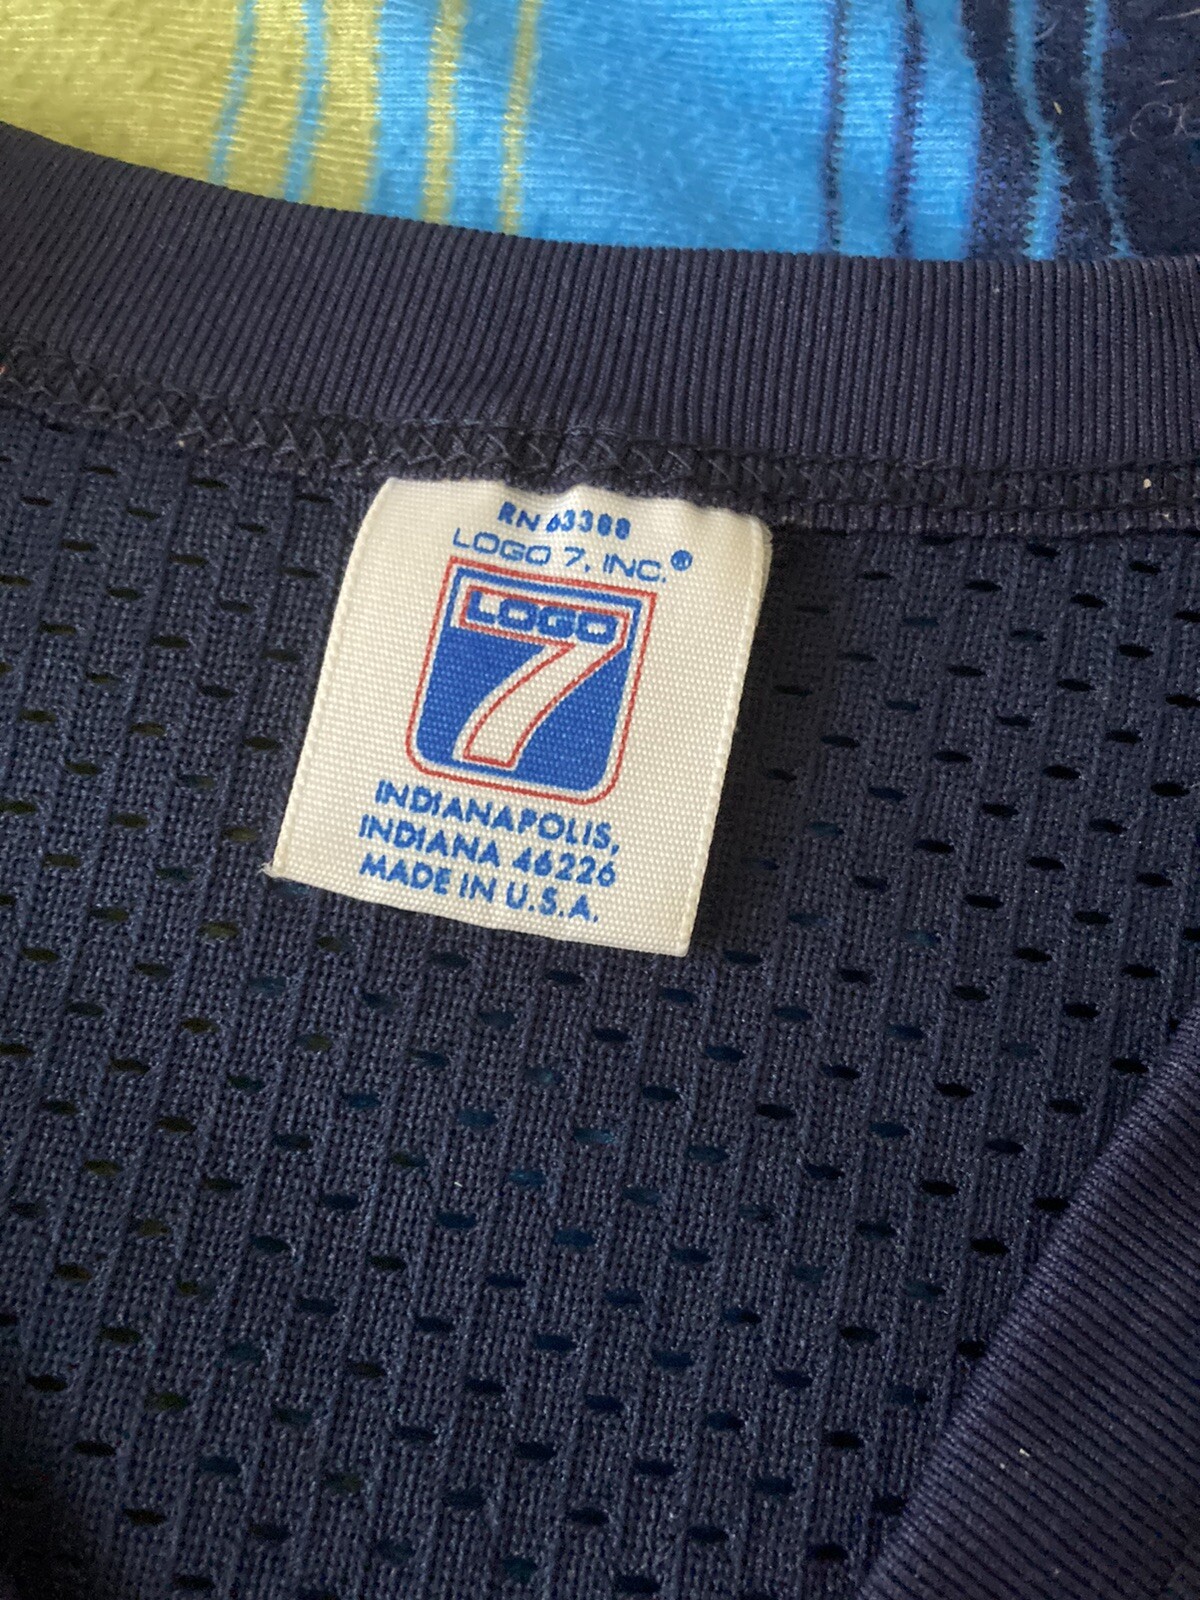 RN 63388
LOGO 7, INC.®
LOGO
7
INDIANAPOLIS,
INDIANA 46226
MADE IN U.S.A.